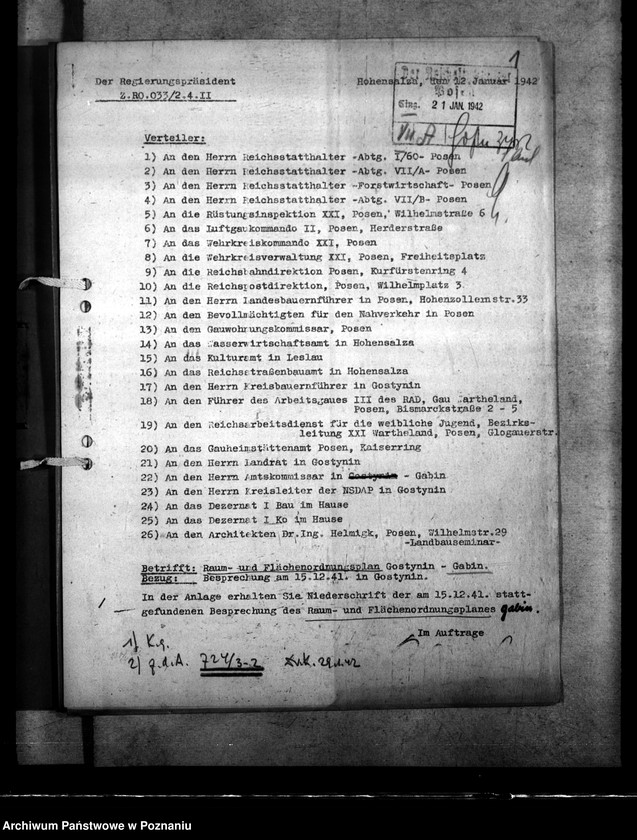 1
Der Regierungspräsident
Hohensalza, den 12. Januar 1942
Z.RO.033/2.4.II
Posen
Eing. 21 JAN. 1942
VII A
Verteiler:
1) An den Herrn Reichsstatthalter -Abtg. I/60- Posen
2) An den Herrn Reichsstatthalter -Abtg. VII/A- Posen
3) An den Herrn Reichsstatthalter -Forstwirtschaft- Posen
4) An den Herrn Reichsstatthalter -Abtg. VII/B- Posen
5) An die Rüstungsinspektion XXI, Posen, Wilhelmstraße 6
6) An das Luftgaukommando II, Posen, Herderstraße
7) An das Wehrkreiskommando XXI, Posen
8) An die Wehrkreisverwaltung XXI, Posen, Freiheitsplatz
9) An die Reichsbahndirektion Posen, Kurfürstenring 4
10) An die Reichspostdirektion, Posen, Wilhelmplatz 3
11) An den Herrn Landesbauernführer in Posen, Hohenzollernstr.33
12) An den Bevollmächtigten für den Nahverkehr in Posen
13) An den Gauwohnungskommissar, Posen
14) An das Wasserwirtschaftsamt in Hohensalza
15) An das Kulturamt in Leslau
16) An das Reichsstraßenbauamt in Hohensalza
17) An den Herrn Kreisbauernführer in Gostynin
18) An den Führer des Arbeitsgaues III des RAD, Gau Wartheland,
Posen, Bismarckstraße 2 - 5
19) An den Reichsarbeitsdienst für die weibliche Jugend, Bezirks-
leitung XXI Wartheland, Posen, Glogauerstr.
20) An das Gauheimstättenamt Posen, Kaiserring
21) An den Herrn Landrat in Gostynin
22) An den Herrn Amtskommissar in Gostynin - Gabin
23) An den Herrn Kreisleiter der NSDAP in Gostynin
24) An das Dezernat I Bau im Hause
25) An das Dezernat I Ko im Hause
26) An den Architekten Dr.Ing. Helmigk, Posen, Wilhelmstr.29
-Landbauseminar-
Betrifft: Raum- und Flächenordnungsplan Gostynin - Gabin.
Bezug: Besprechung am 15.12.41. in Gostynin.
In der Anlage erhalten Sie Niederschrift der am 15.12.41. statt-
gefundenen Besprechung des Raum- und Flächenordnungsplanes Gabin.
Im Auftrage
1) K.g.
2) z.d.A. 724/3-2 29.1.42
Archiwum Państwowe w Poznaniu